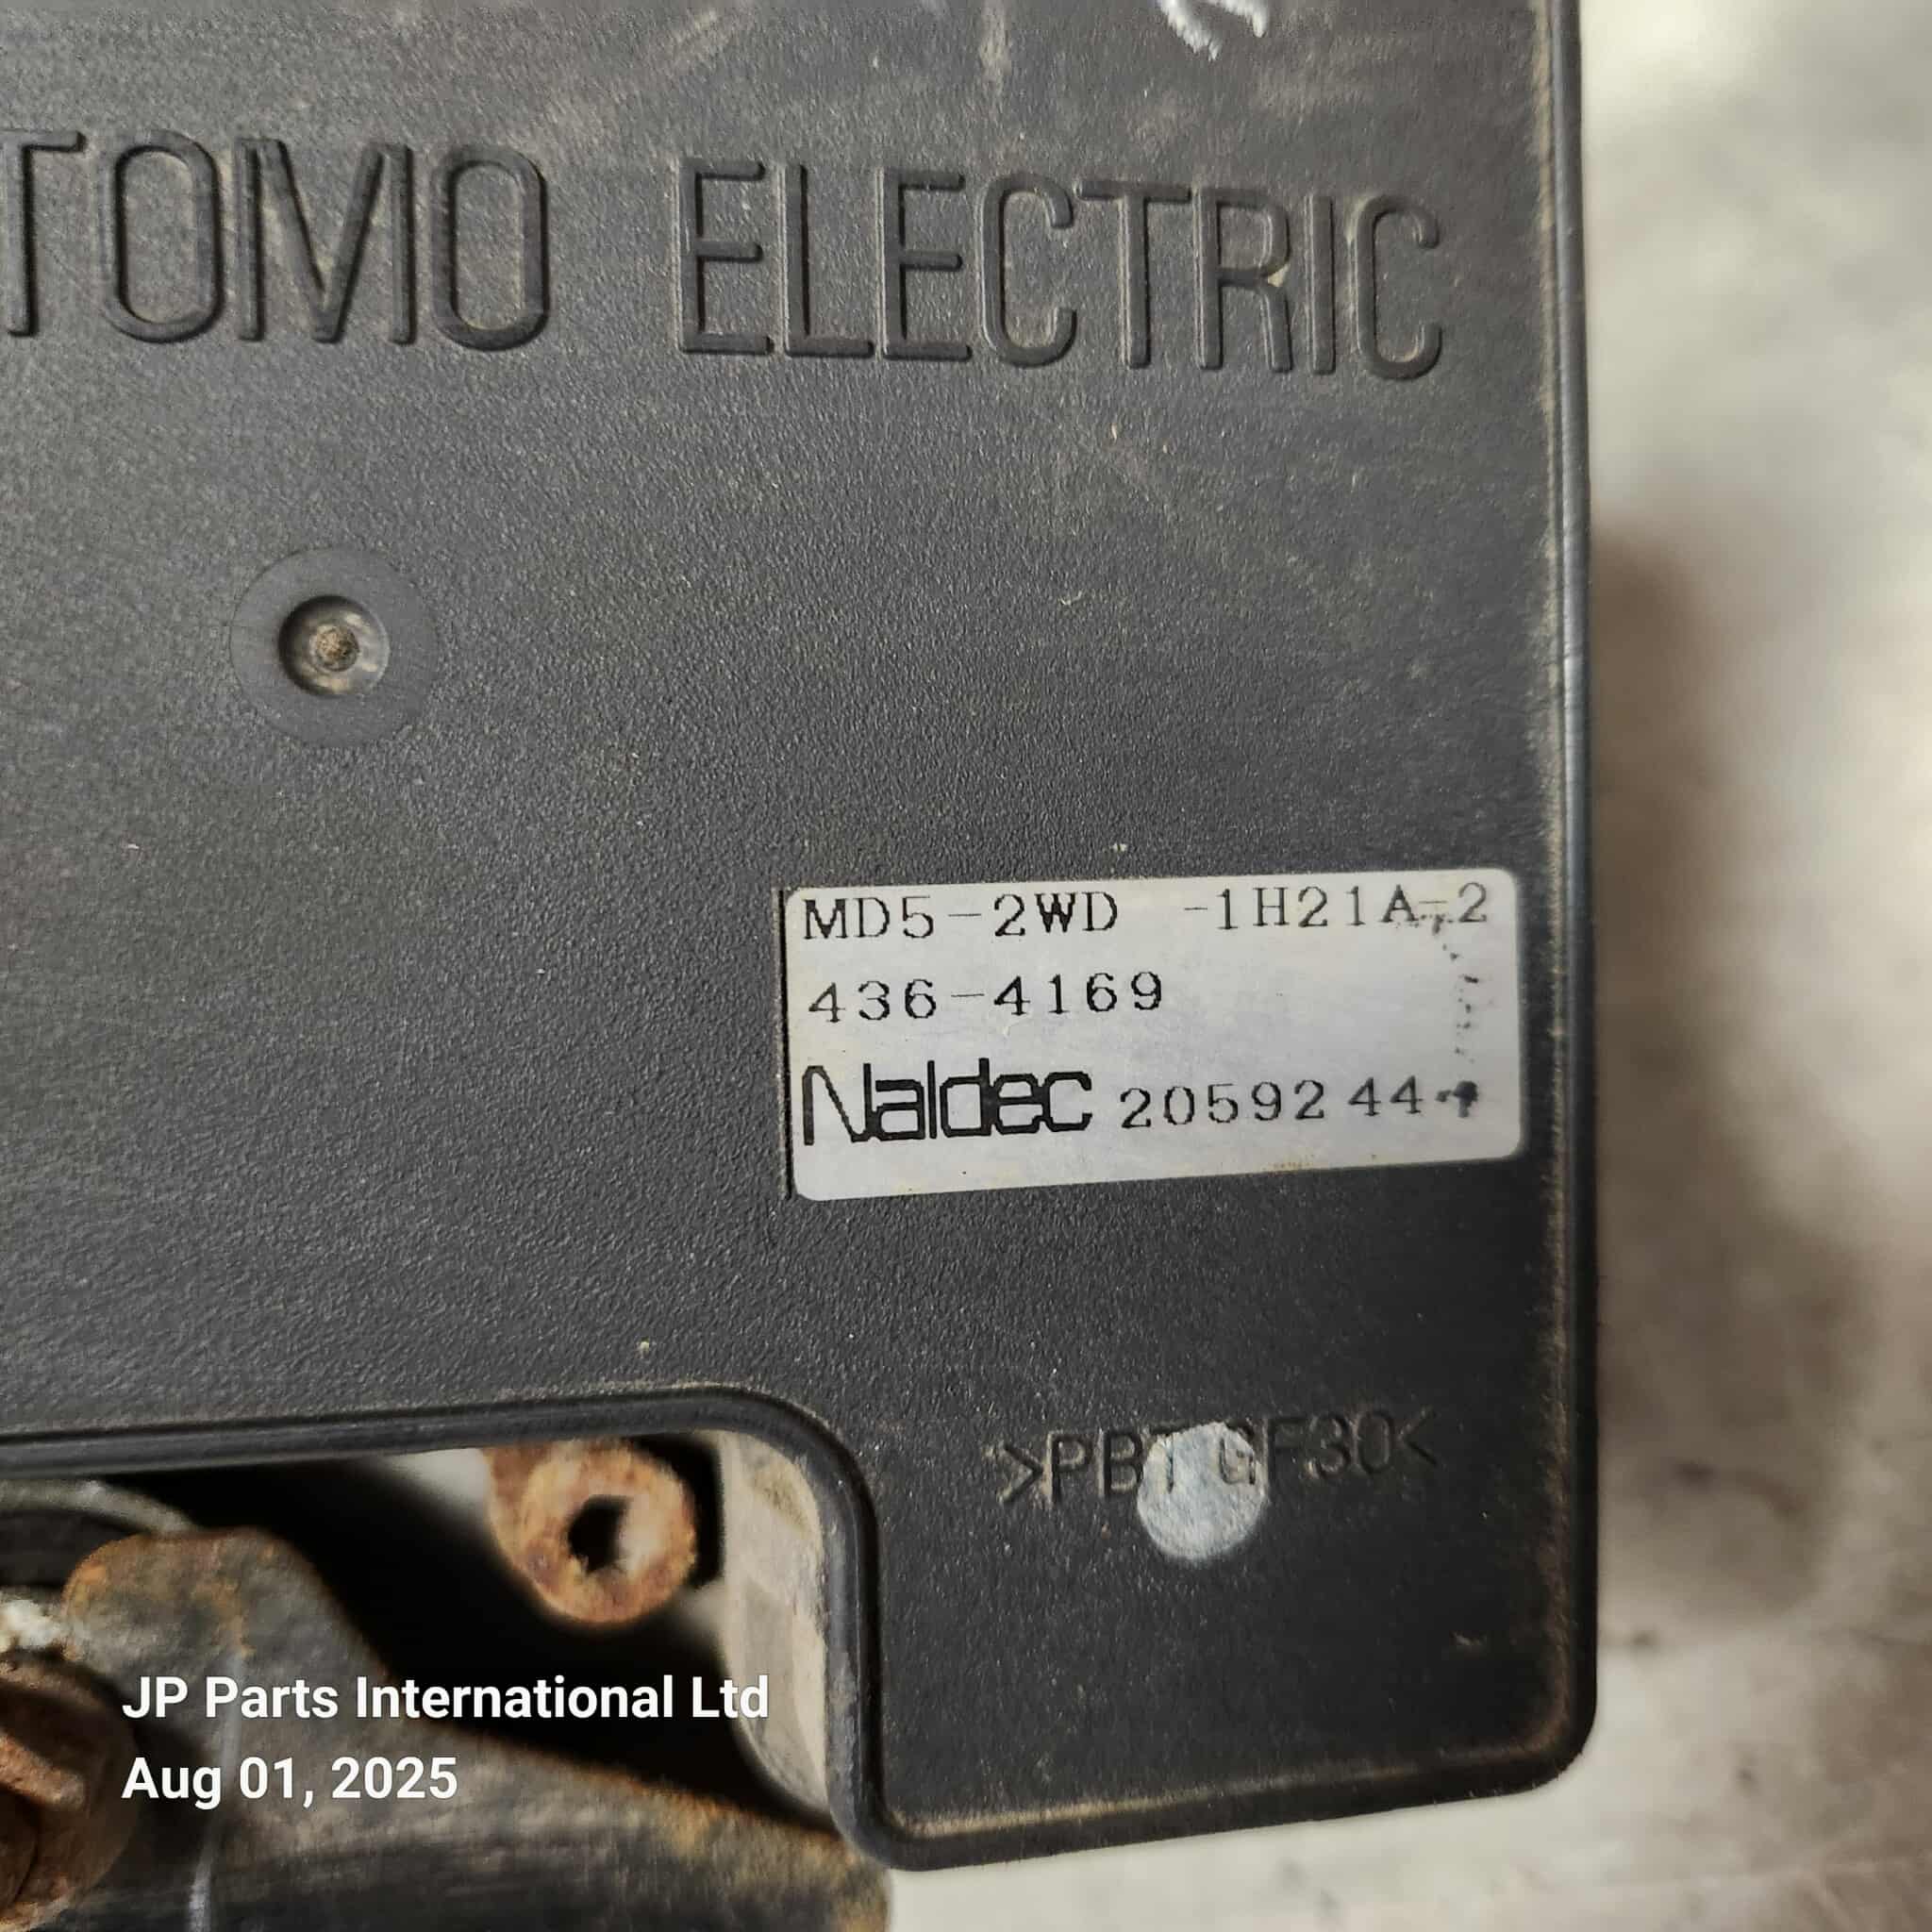 TOMO ELECTRIC
MD5-2WD -1H21A-2
436-4169
Naldec 2059244
>PBT GF30<
JP Parts International Ltd
Aug 01, 2025